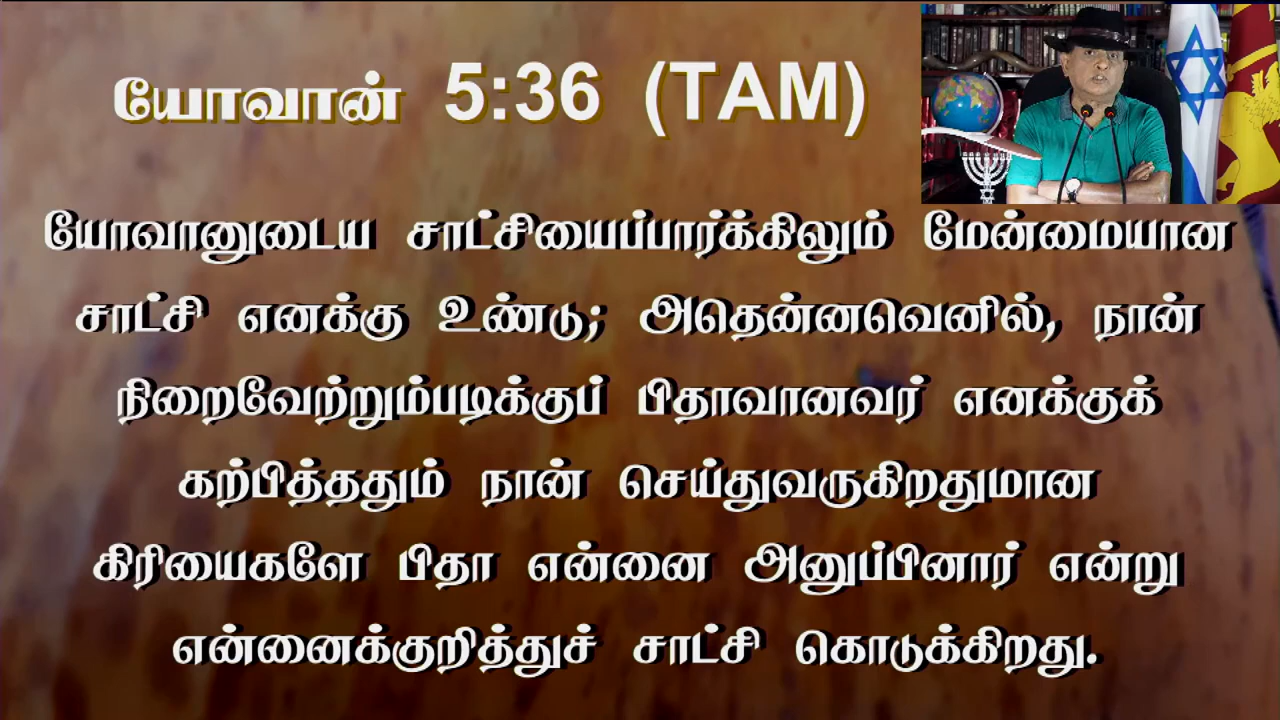 யோவான் 5:36 (TAM)
யோவானுடைய சாட்சியைப்பார்க்கிலும் மேன்மையான
சாட்சி எனக்கு உண்டு; அதென்னவெனில், நான்
நிறைவேற்றும்படிக்குப் பிதாவானவர் எனக்குக்
கற்பித்ததும் நான் செய்துவருகிறதுமான
கிரியைகளே பிதா என்னை அனுப்பினார் என்று
என்னைக்குறித்துச் சாட்சி கொடுக்கிறது.